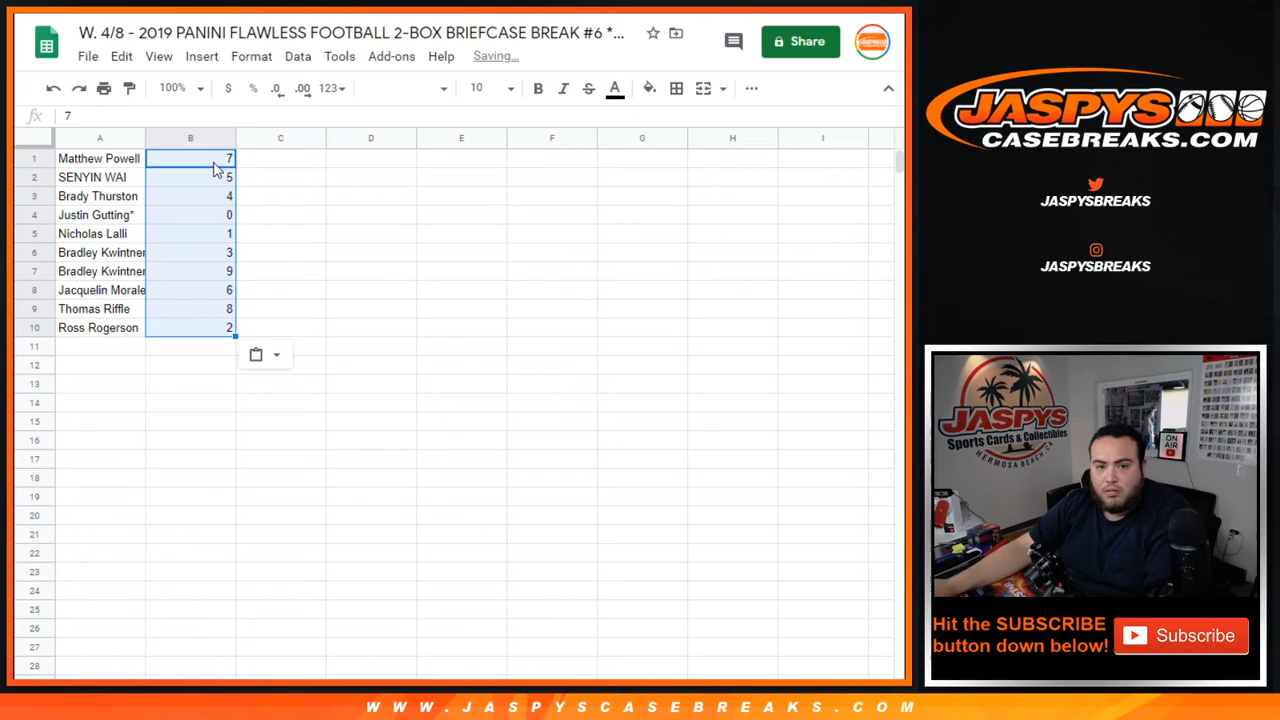 W. 4/8 - 2019 PANINI FLAWLESS FOOTBALL 2-BOX BRIEFCASE BREAK #6 *...
File Edit View Insert Format Data Tools Add-ons Help Saving...
Share
100% $ % .0 .00 123 10 B I S A ...
fx 7
A B C D E F G H I
1 Matthew Powell 7
2 SENYIN WAI 5
3 Brady Thurston 4
4 Justin Gutting* 0
5 Nicholas Lalli 1
6 Bradley Kwintner 3
7 Bradley Kwintner 9
8 Jacquelin Morale 6
9 Thomas Riffle 8
10 Ross Rogerson 2
11
12
13
14
15
16
17
18
19
20
21
22
23
24
25
26
27
28
JASPYS
CASEBREAKS.COM
JASPYSBREAKS
JASPYSBREAKS
JASPYS
Sports Cards & Collectibles
HERMOSA BEACH, CA
ON
AIR
Hit the SUBSCRIBE
button down below!
Subscribe
WWW.JASPYSCASEBREAKS.COM